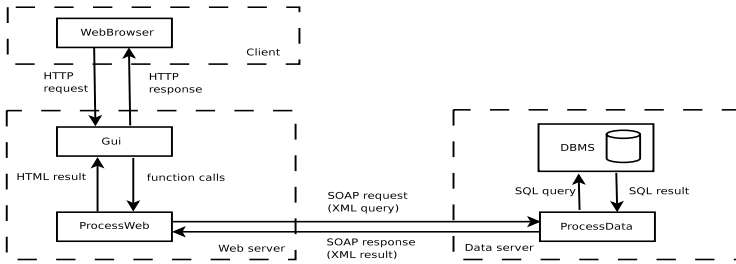 WebBrowser
Client
HTTP
request
HTTP
response
Gui
HTML result
function calls
ProcessWeb
Web server
SOAP request
(XML query)
SOAP response
(XML result)
DBMS
SQL query
SQL result
ProcessData
Data server